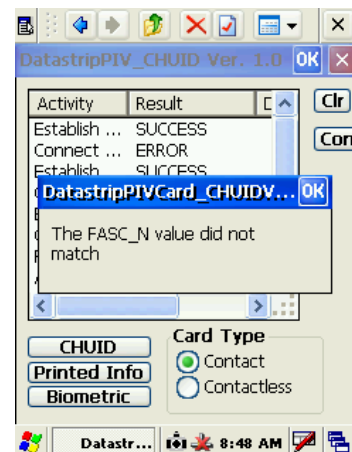 DatastripPIV_CHUID Ver. 1.0 OK
Activity Result
Clr
Establish ... SUCCESS
Connect ... ERROR
Establish SUCCESS
DatastripPIVCard_CHUIDV... OK
The FASC_N value did not
match
CHUID
Printed Info
Biometric
Card Type
Contact
Contactless
Datastr... 8:48 AM